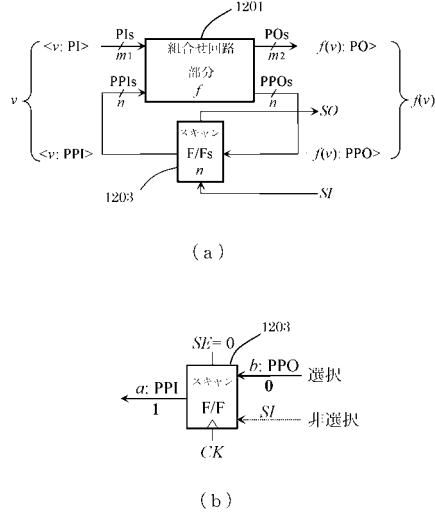 1201
<v: PI>
PIs
m1
組合せ回路
部分
f
POs
m2
f(v): PO>
PPIs
n
PPOs
n
v
f(v)
SO
<v: PPI>
スキャン
F/Fs
n
f(v): PPO>
1203
SI
(a)
1203
SE= 0
スキャン
F/F
b: PPO
0
選択
a: PPI
1
SI
非選択
CK
(b)